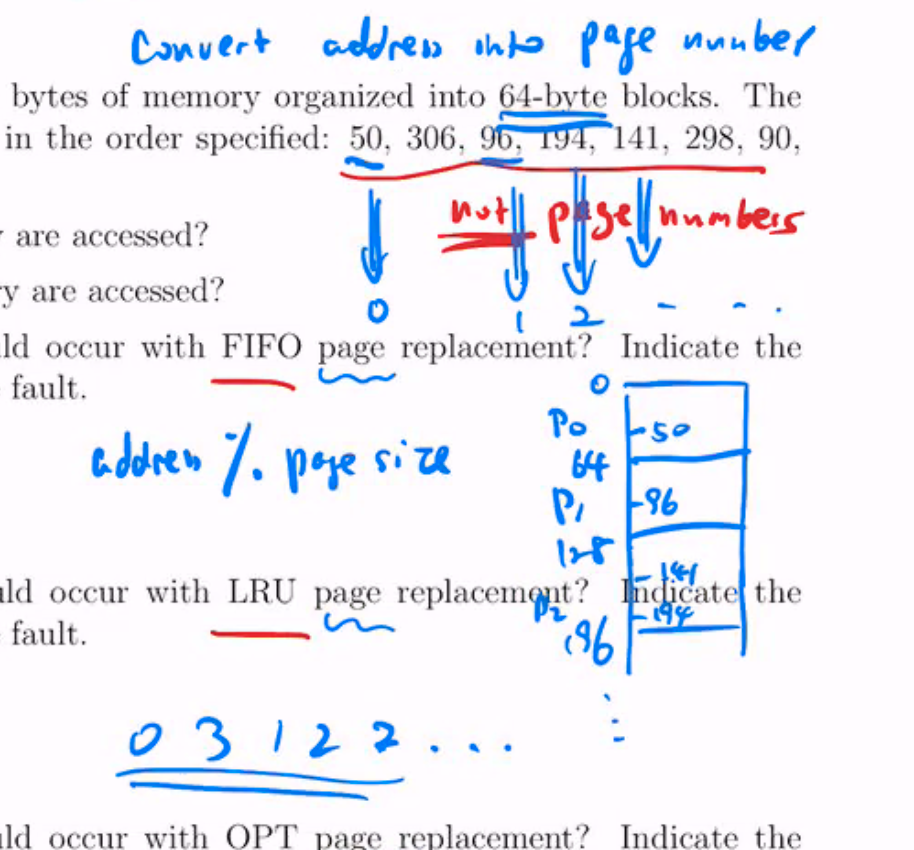 Convert address into page number
bytes of memory organized into 64-byte blocks. The
in the order specified: 50, 306, 96, 194, 141, 298, 90,
not page numbers
y are accessed?
0 1 2 - - .
ry are accessed?
uld occur with FIFO page replacement? Indicate the
e fault.
address % page size
0
P0
50
64
P1
96
128
141
P2
194
196
uld occur with LRU page replacement? Indicate the
e fault.
0 3 1 2 2 . . .
uld occur with OPT page replacement? Indicate the